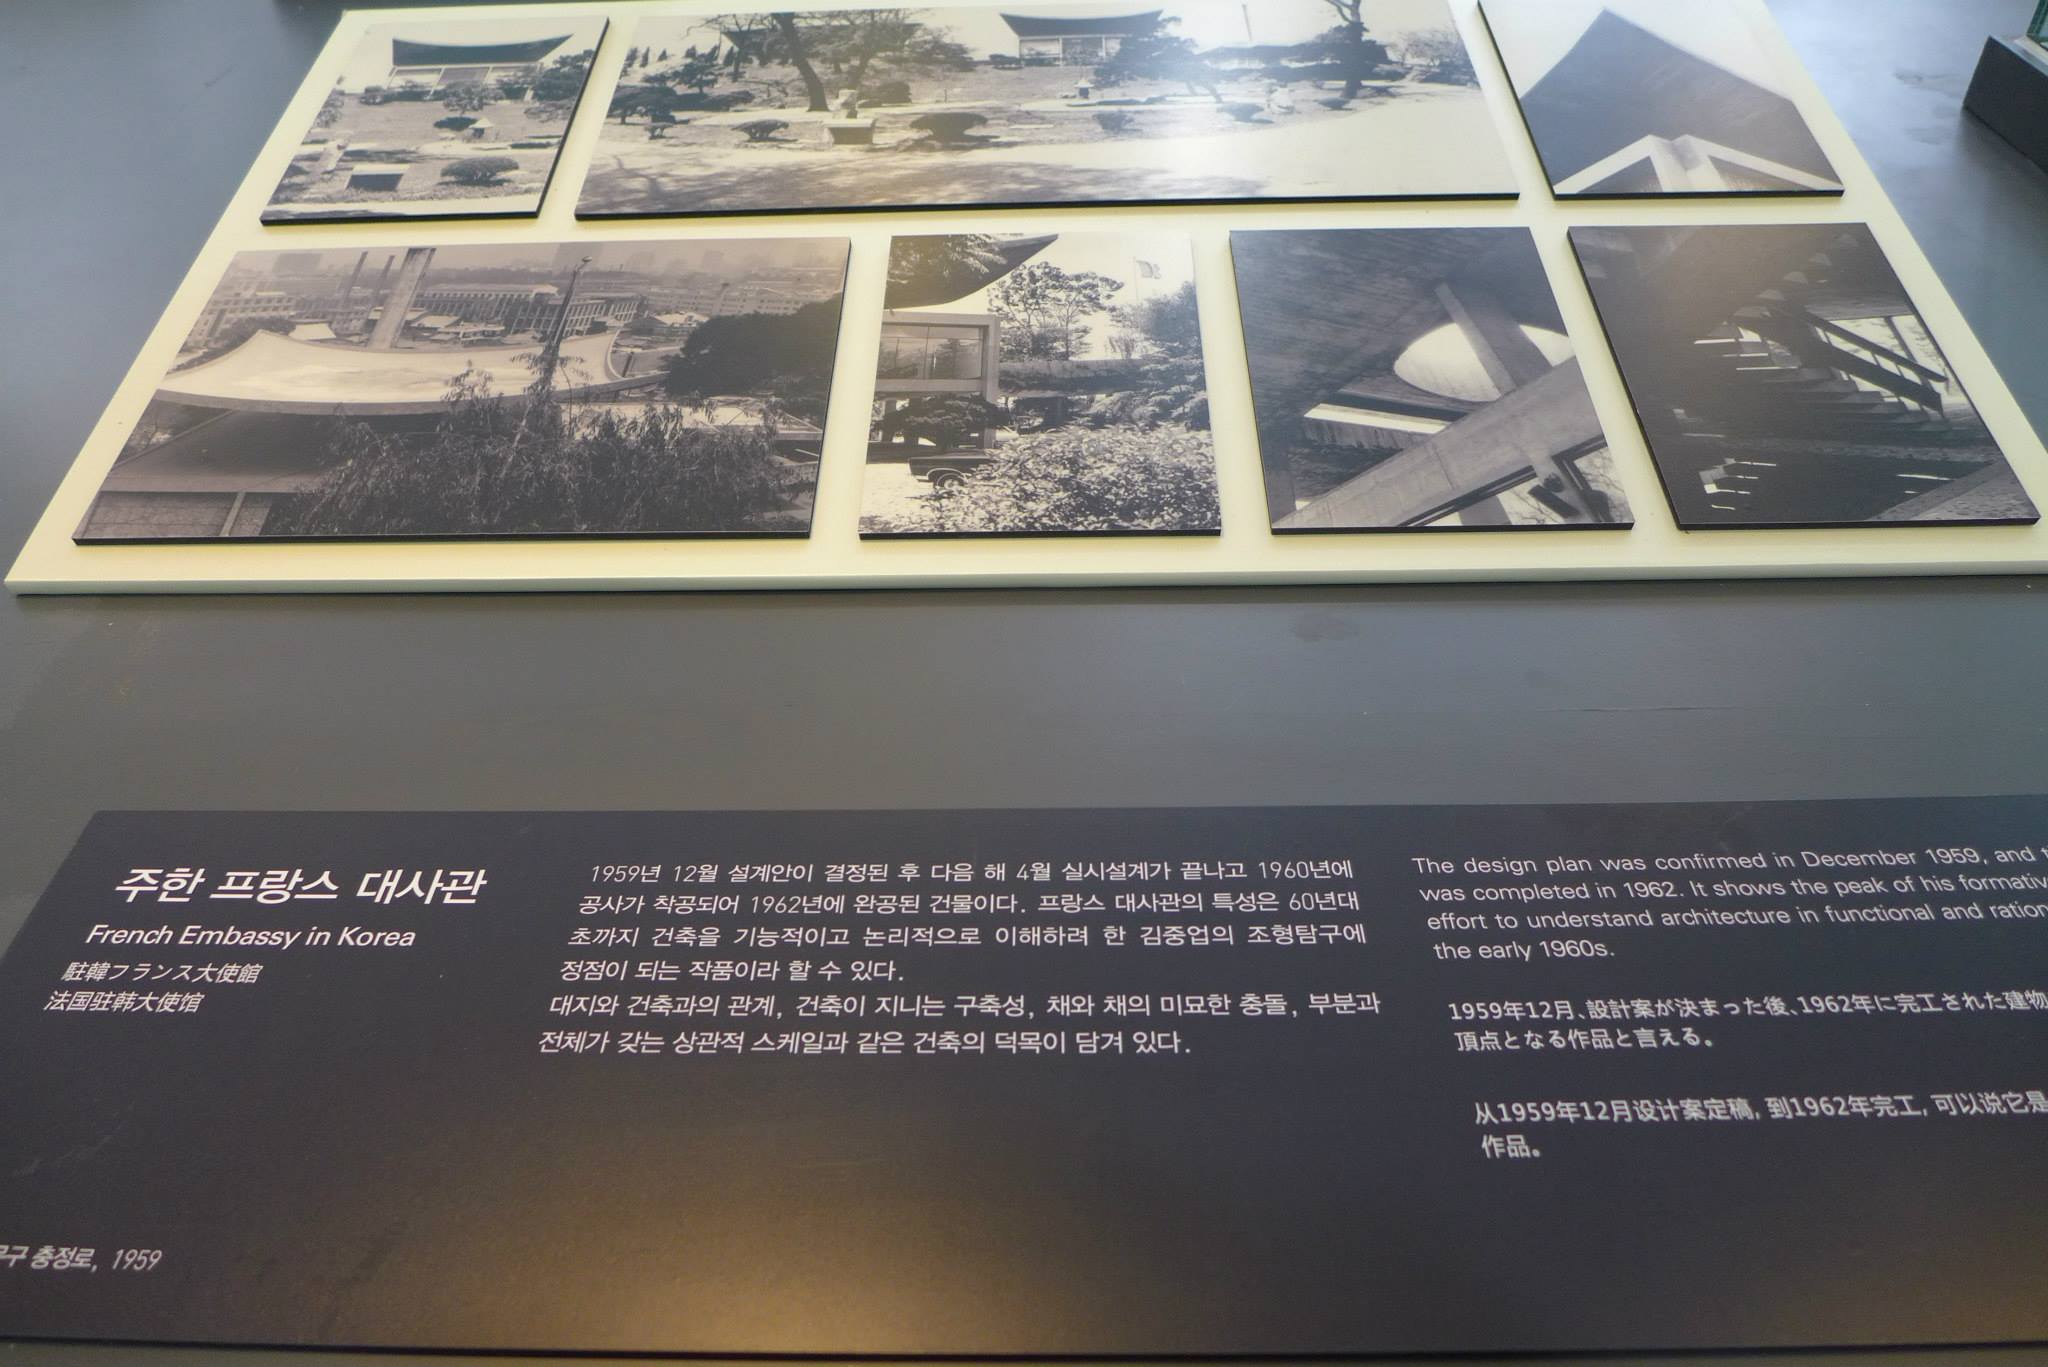 주한 프랑스 대사관
French Embassy in Korea
駐韓フランス大使館
法国驻韩大使馆
충정로, 1959
1959년 12월 설계안이 결정된 후 다음 해 4월 실시설계가 끝나고 1960년에
공사가 착공되어 1962년에 완공된 건물이다. 프랑스 대사관의 특성은 60년대
초까지 건축을 기능적이고 논리적으로 이해하려 한 김중업의 조형탐구에
정점이 되는 작품이라 할 수 있다.
대지와 건축과의 관계, 건축이 지니는 구축성, 채와 채의 미묘한 충돌, 부분과
전체가 갖는 상관적 스케일과 같은 건축의 덕목이 담겨 있다.
The design plan was confirmed in December 1959, and
was completed in 1962. It shows the peak of his
effort to understand architecture in functional and
the early 1960s.
1959年12月、設計案が決まった後、1962年に完工された建物
頂点となる作品と言える。
从1959年12月设计案定稿, 到1962年完工, 可以说它是
作品。